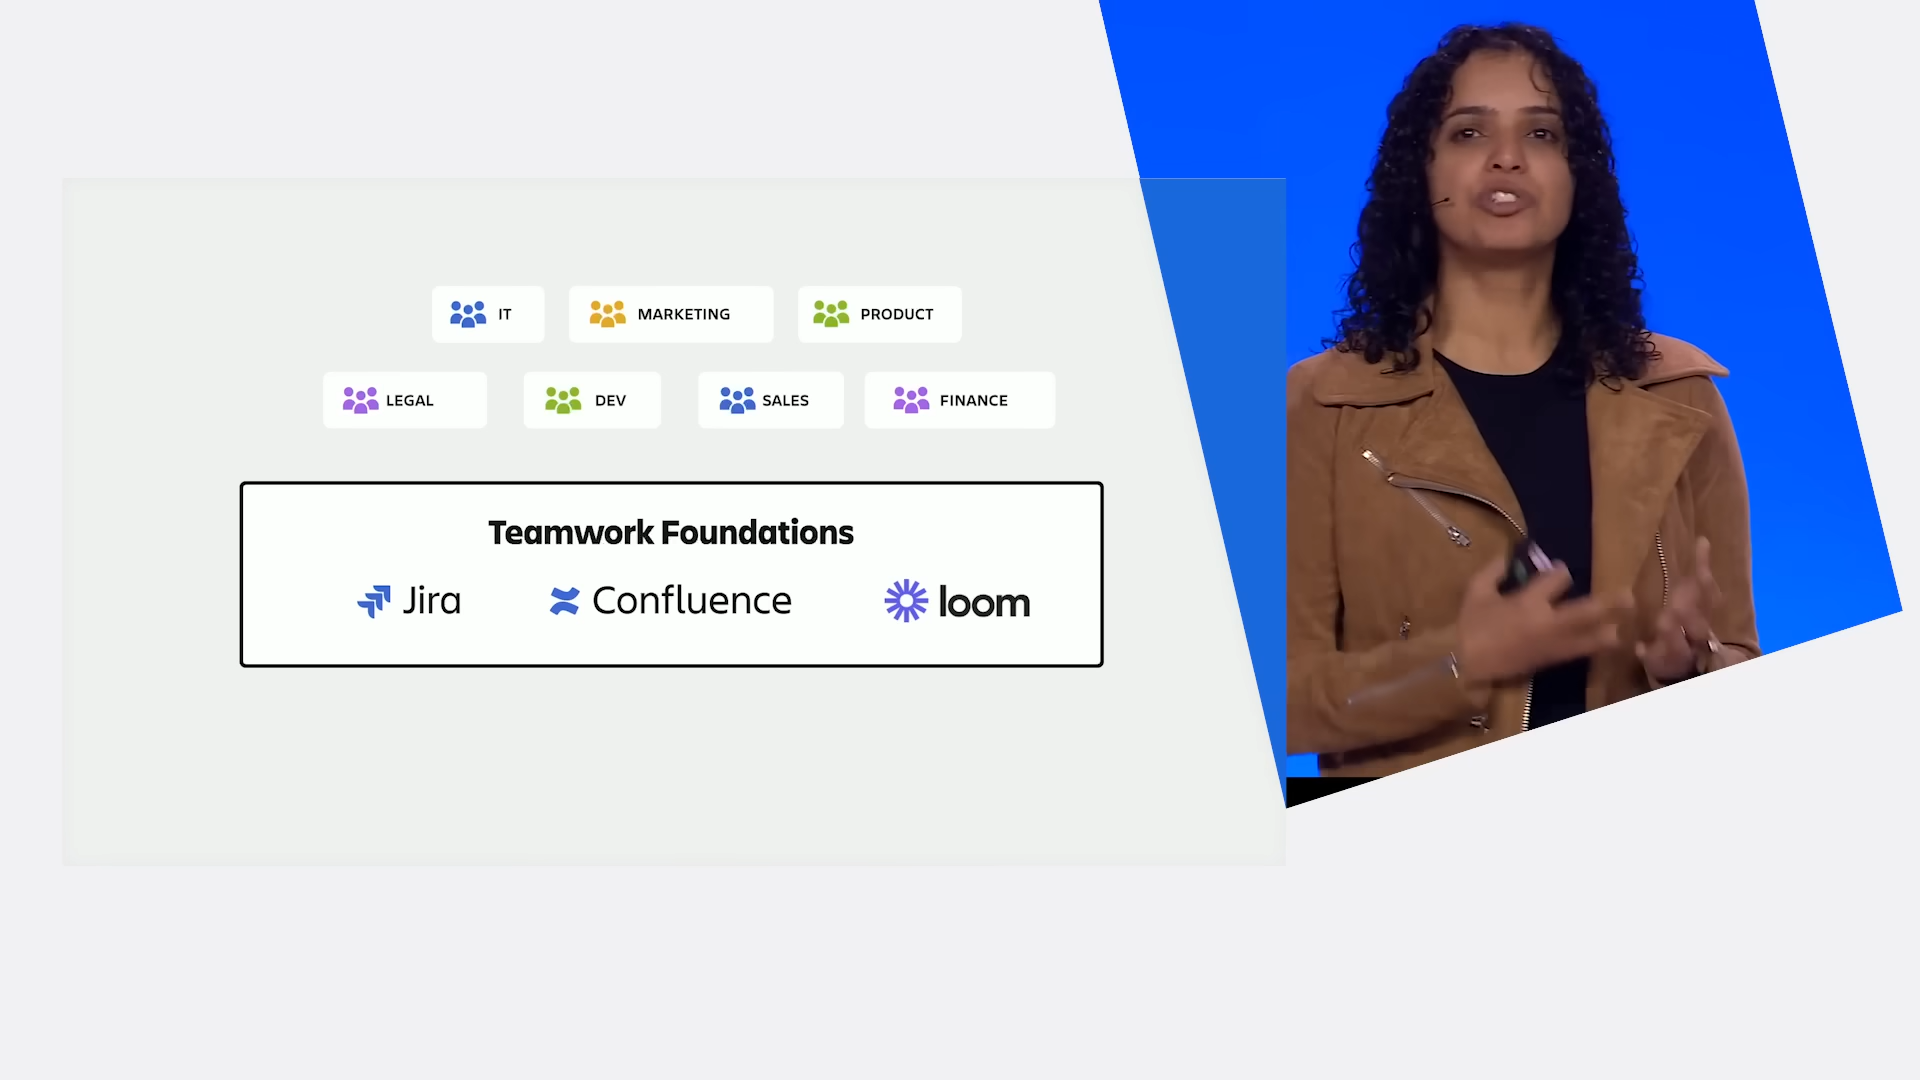 IT MARKETING PRODUCT
LEGAL DEV SALES FINANCE
Teamwork Foundations
Jira Confluence loom